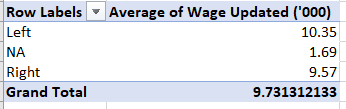 Row Labels Average of Wage Updated ('000)
Left 10.35
NA 1.69
Right 9.57
Grand Total 9.731312133